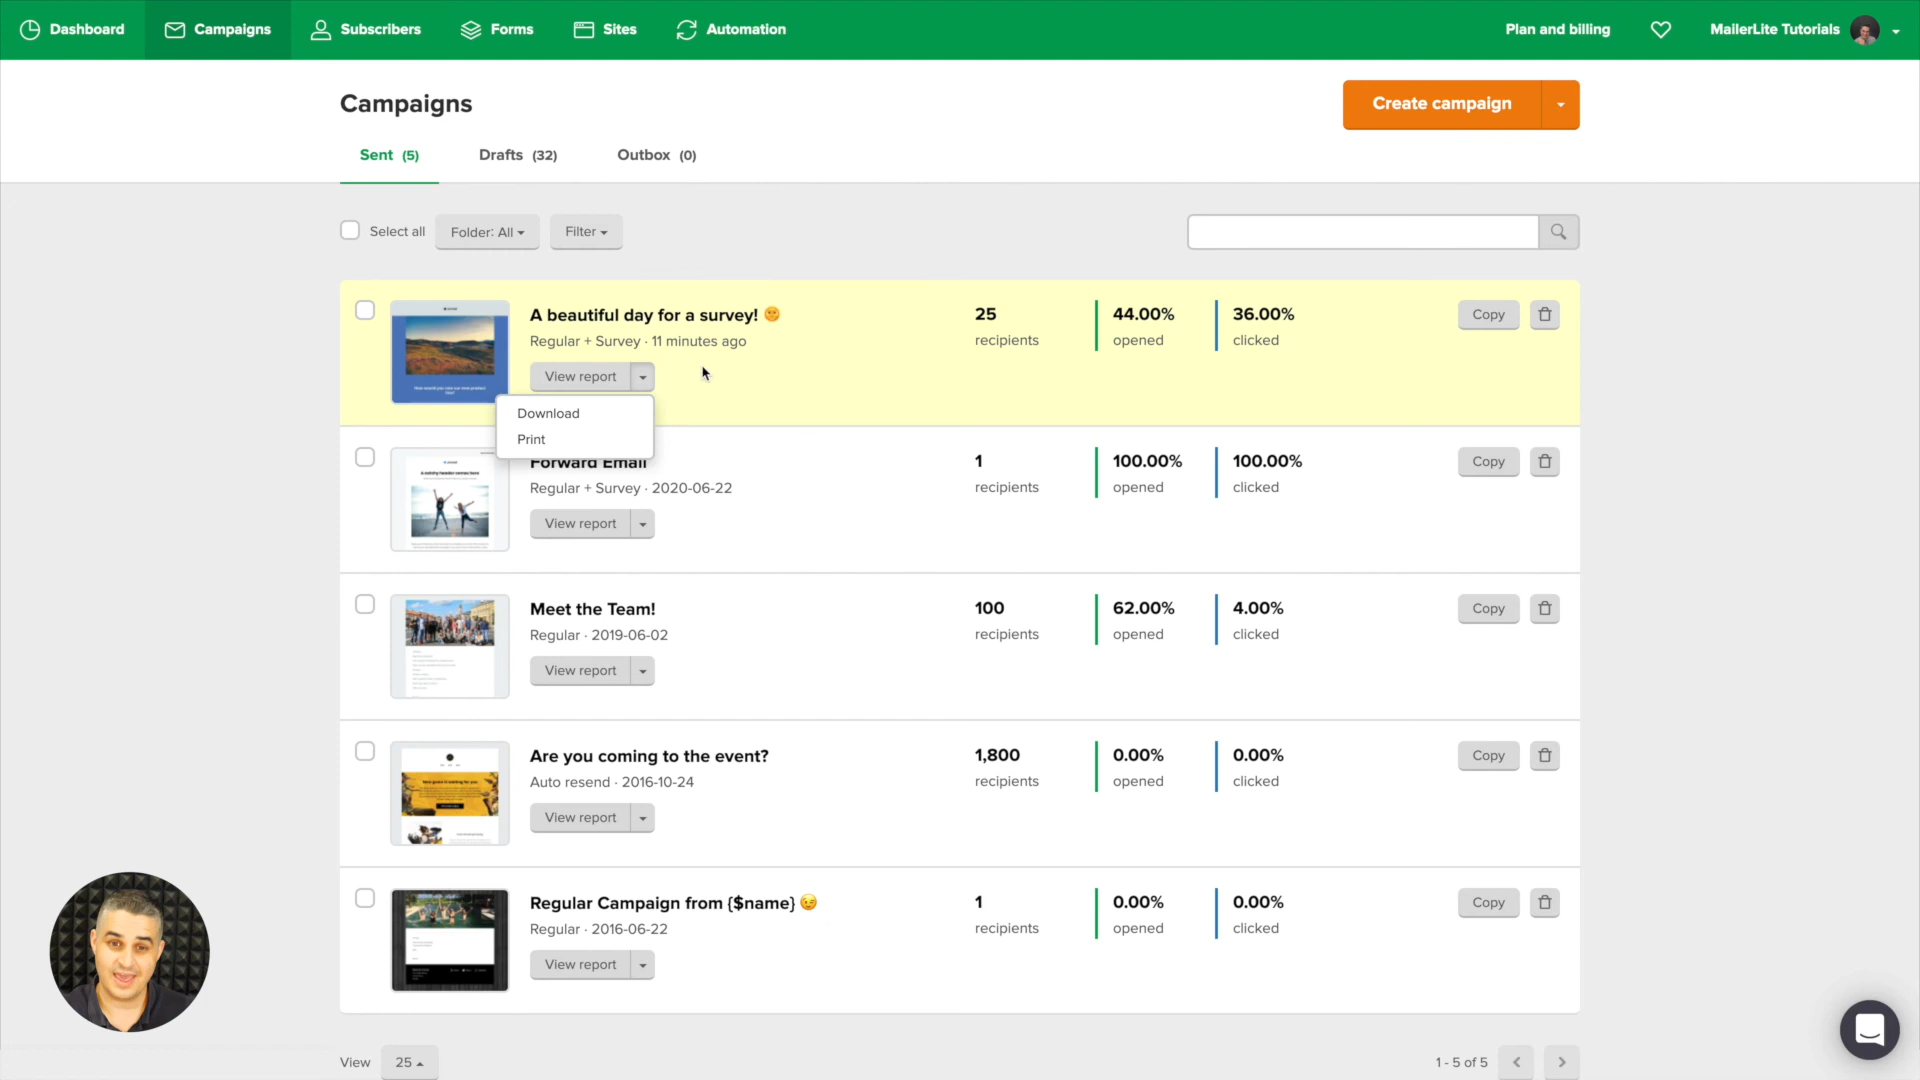 Dashboard
Campaigns
Subscribers
Forms
Sites
Automation
Plan and billing
MailerLite Tutorials
Campaigns
Create campaign
Sent (5)
Drafts (32)
Outbox (0)
Select all
Folder: All
Filter
A beautiful day for a survey!
Regular + Survey · 11 minutes ago
View report
Download
Print
25
recipients
44.00%
opened
36.00%
clicked
Copy
Forward Email
Regular + Survey · 2020-06-22
View report
1
recipients
100.00%
opened
100.00%
clicked
Copy
Meet the Team!
Regular · 2019-06-02
View report
100
recipients
62.00%
opened
4.00%
clicked
Copy
Are you coming to the event?
Auto resend · 2016-10-24
View report
1,800
recipients
0.00%
opened
0.00%
clicked
Copy
Regular Campaign from {$name}
Regular · 2016-06-22
View report
1
recipients
0.00%
opened
0.00%
clicked
Copy
View
25
1 - 5 of 5